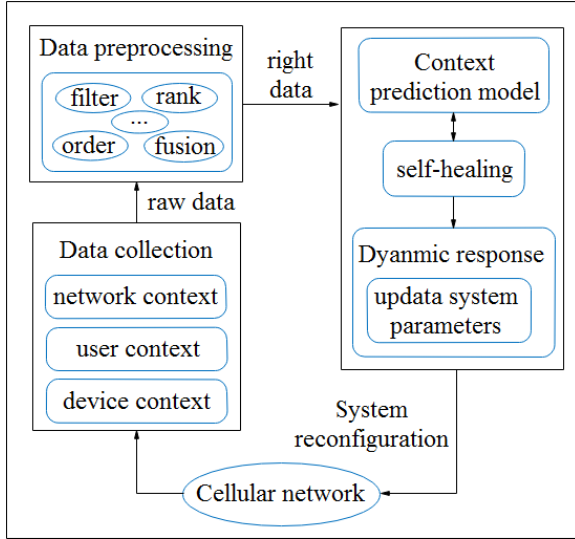 Data preprocessing
filter
rank
...
order
fusion
right
data
Context
prediction model
self-healing
Dyanmic response
updata system
parameters
raw data
Data collection
network context
user context
device context
System
reconfiguration
Cellular network